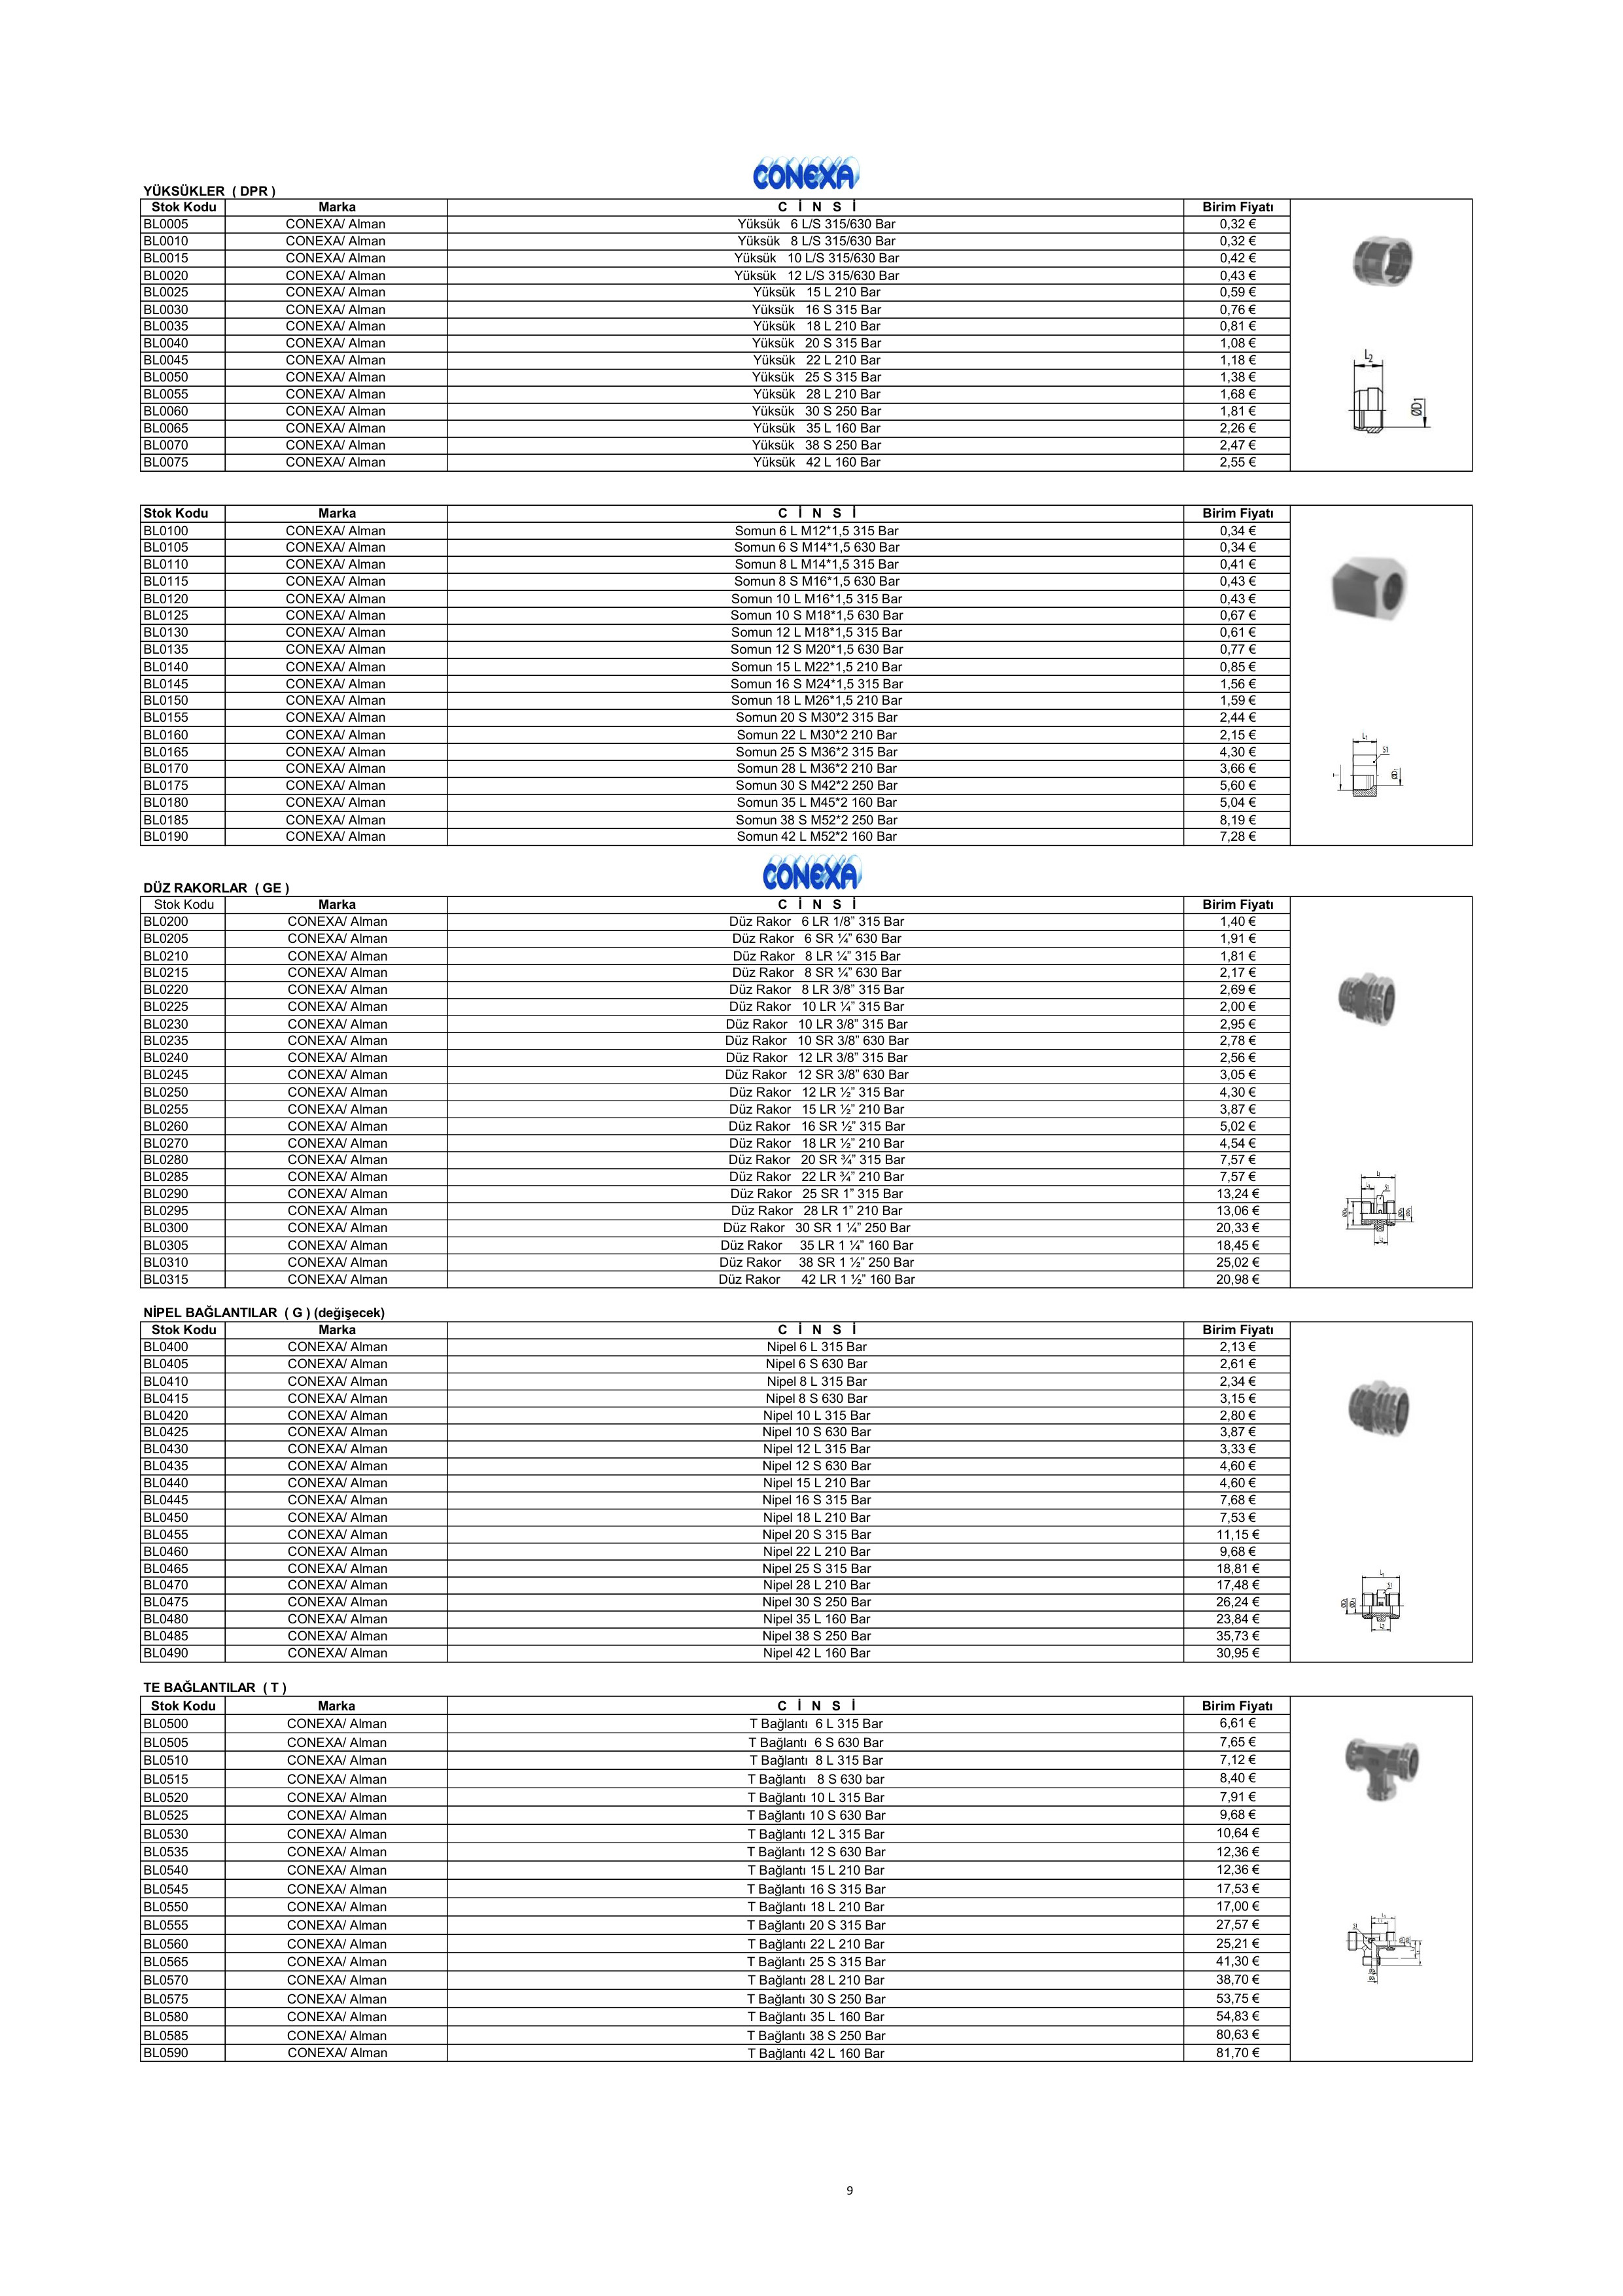 CONEXA
YÜKSÜKLER ( DPR )
Stok Kodu Marka C İ N S İ Birim Fiyatı
BL0005 CONEXA/ Alman Yüksük 6 L/S 315/630 Bar 0,32 €
BL0010 CONEXA/ Alman Yüksük 8 L/S 315/630 Bar 0,32 €
BL0015 CONEXA/ Alman Yüksük 10 L/S 315/630 Bar 0,42 €
BL0020 CONEXA/ Alman Yüksük 12 L/S 315/630 Bar 0,43 €
BL0025 CONEXA/ Alman Yüksük 15 L 210 Bar 0,59 €
BL0030 CONEXA/ Alman Yüksük 16 S 315 Bar 0,76 €
BL0035 CONEXA/ Alman Yüksük 18 L 210 Bar 0,81 €
BL0040 CONEXA/ Alman Yüksük 20 S 315 Bar 1,08 €
BL0045 CONEXA/ Alman Yüksük 22 L 210 Bar 1,18 €
BL0050 CONEXA/ Alman Yüksük 25 S 315 Bar 1,38 €
BL0055 CONEXA/ Alman Yüksük 28 L 210 Bar 1,68 €
BL0060 CONEXA/ Alman Yüksük 30 S 250 Bar 1,81 €
BL0065 CONEXA/ Alman Yüksük 35 L 160 Bar 2,26 €
BL0070 CONEXA/ Alman Yüksük 38 S 250 Bar 2,47 €
BL0075 CONEXA/ Alman Yüksük 42 L 160 Bar 2,55 €
L2
ØD1
Stok Kodu Marka C İ N S İ Birim Fiyatı
BL0100 CONEXA/ Alman Somun 6 L M12*1,5 315 Bar 0,34 €
BL0105 CONEXA/ Alman Somun 6 S M14*1,5 630 Bar 0,34 €
BL0110 CONEXA/ Alman Somun 8 L M14*1,5 315 Bar 0,41 €
BL0115 CONEXA/ Alman Somun 8 S M16*1,5 630 Bar 0,43 €
BL0120 CONEXA/ Alman Somun 10 L M16*1,5 315 Bar 0,43 €
BL0125 CONEXA/ Alman Somun 10 S M18*1,5 630 Bar 0,67 €
BL0130 CONEXA/ Alman Somun 12 L M18*1,5 315 Bar 0,61 €
BL0135 CONEXA/ Alman Somun 12 S M20*1,5 630 Bar 0,77 €
BL0140 CONEXA/ Alman Somun 15 L M22*1,5 210 Bar 0,85 €
BL0145 CONEXA/ Alman Somun 16 S M24*1,5 315 Bar 1,56 €
BL0150 CONEXA/ Alman Somun 18 L M26*1,5 210 Bar 1,59 €
BL0155 CONEXA/ Alman Somun 20 S M30*2 315 Bar 2,44 €
BL0160 CONEXA/ Alman Somun 22 L M30*2 210 Bar 2,15 €
BL0165 CONEXA/ Alman Somun 25 S M36*2 315 Bar 4,30 €
BL0170 CONEXA/ Alman Somun 28 L M36*2 210 Bar 3,66 €
BL0175 CONEXA/ Alman Somun 30 S M42*2 250 Bar 5,60 €
BL0180 CONEXA/ Alman Somun 35 L M45*2 160 Bar 5,04 €
BL0185 CONEXA/ Alman Somun 38 S M52*2 250 Bar 8,19 €
BL0190 CONEXA/ Alman Somun 42 L M52*2 160 Bar 7,28 €
L1
S1
T
ØD1
CONEXA
DÜZ RAKORLAR ( GE )
Stok Kodu Marka C İ N S İ Birim Fiyatı
BL0200 CONEXA/ Alman Düz Rakor 6 LR 1/8” 315 Bar 1,40 €
BL0205 CONEXA/ Alman Düz Rakor 6 SR ¼” 630 Bar 1,91 €
BL0210 CONEXA/ Alman Düz Rakor 8 LR ¼” 315 Bar 1,81 €
BL0215 CONEXA/ Alman Düz Rakor 8 SR ¼” 630 Bar 2,17 €
BL0220 CONEXA/ Alman Düz Rakor 8 LR 3/8” 315 Bar 2,69 €
BL0225 CONEXA/ Alman Düz Rakor 10 LR ¼” 315 Bar 2,00 €
BL0230 CONEXA/ Alman Düz Rakor 10 LR 3/8” 315 Bar 2,95 €
BL0235 CONEXA/ Alman Düz Rakor 10 SR 3/8” 630 Bar 2,78 €
BL0240 CONEXA/ Alman Düz Rakor 12 LR 3/8” 315 Bar 2,56 €
BL0245 CONEXA/ Alman Düz Rakor 12 SR 3/8” 630 Bar 3,05 €
BL0250 CONEXA/ Alman Düz Rakor 12 LR ½” 315 Bar 4,30 €
BL0255 CONEXA/ Alman Düz Rakor 15 LR ½” 210 Bar 3,87 €
BL0260 CONEXA/ Alman Düz Rakor 16 SR ½” 315 Bar 5,02 €
BL0270 CONEXA/ Alman Düz Rakor 18 LR ½” 210 Bar 4,54 €
BL0280 CONEXA/ Alman Düz Rakor 20 SR ¾” 315 Bar 7,57 €
BL0285 CONEXA/ Alman Düz Rakor 22 LR ¾” 210 Bar 7,57 €
BL0290 CONEXA/ Alman Düz Rakor 25 SR 1” 315 Bar 13,24 €
BL0295 CONEXA/ Alman Düz Rakor 28 LR 1” 210 Bar 13,06 €
BL0300 CONEXA/ Alman Düz Rakor 30 SR 1 ¼” 250 Bar 20,33 €
BL0305 CONEXA/ Alman Düz Rakor 35 LR 1 ¼” 160 Bar 18,45 €
BL0310 CONEXA/ Alman Düz Rakor 38 SR 1 ½” 250 Bar 25,02 €
BL0315 CONEXA/ Alman Düz Rakor 42 LR 1 ½” 160 Bar 20,98 €
NİPEL BAĞLANTILAR ( G ) (değişecek)
Stok Kodu Marka C İ N S İ Birim Fiyatı
BL0400 CONEXA/ Alman Nipel 6 L 315 Bar 2,13 €
BL0405 CONEXA/ Alman Nipel 6 S 630 Bar 2,61 €
BL0410 CONEXA/ Alman Nipel 8 L 315 Bar 2,34 €
BL0415 CONEXA/ Alman Nipel 8 S 630 Bar 3,15 €
BL0420 CONEXA/ Alman Nipel 10 L 315 Bar 2,80 €
BL0425 CONEXA/ Alman Nipel 10 S 630 Bar 3,87 €
BL0430 CONEXA/ Alman Nipel 12 L 315 Bar 3,33 €
BL0435 CONEXA/ Alman Nipel 12 S 630 Bar 4,60 €
BL0440 CONEXA/ Alman Nipel 15 L 210 Bar 4,60 €
BL0445 CONEXA/ Alman Nipel 16 S 315 Bar 7,68 €
BL0450 CONEXA/ Alman Nipel 18 L 210 Bar 7,53 €
BL0455 CONEXA/ Alman Nipel 20 S 315 Bar 11,15 €
BL0460 CONEXA/ Alman Nipel 22 L 210 Bar 9,68 €
BL0465 CONEXA/ Alman Nipel 25 S 315 Bar 18,81 €
BL0470 CONEXA/ Alman Nipel 28 L 210 Bar 17,48 €
BL0475 CONEXA/ Alman Nipel 30 S 250 Bar 26,24 €
BL0480 CONEXA/ Alman Nipel 35 L 160 Bar 23,84 €
BL0485 CONEXA/ Alman Nipel 38 S 250 Bar 35,73 €
BL0490 CONEXA/ Alman Nipel 42 L 160 Bar 30,95 €
TE BAĞLANTILAR ( T )
Stok Kodu Marka C İ N S İ Birim Fiyatı
BL0500 CONEXA/ Alman T Bağlantı 6 L 315 Bar 6,61 €
BL0505 CONEXA/ Alman T Bağlantı 6 S 630 Bar 7,65 €
BL0510 CONEXA/ Alman T Bağlantı 8 L 315 Bar 7,12 €
BL0515 CONEXA/ Alman T Bağlantı 8 S 630 bar 8,40 €
BL0520 CONEXA/ Alman T Bağlantı 10 L 315 Bar 7,91 €
BL0525 CONEXA/ Alman T Bağlantı 10 S 630 Bar 9,68 €
BL0530 CONEXA/ Alman T Bağlantı 12 L 315 Bar 10,64 €
BL0535 CONEXA/ Alman T Bağlantı 12 S 630 Bar 12,36 €
BL0540 CONEXA/ Alman T Bağlantı 15 L 210 Bar 12,36 €
BL0545 CONEXA/ Alman T Bağlantı 16 S 315 Bar 17,53 €
BL0550 CONEXA/ Alman T Bağlantı 18 L 210 Bar 17,00 €
BL0555 CONEXA/ Alman T Bağlantı 20 S 315 Bar 27,57 €
BL0560 CONEXA/ Alman T Bağlantı 22 L 210 Bar 25,21 €
BL0565 CONEXA/ Alman T Bağlantı 25 S 315 Bar 41,30 €
BL0570 CONEXA/ Alman T Bağlantı 28 L 210 Bar 38,70 €
BL0575 CONEXA/ Alman T Bağlantı 30 S 250 Bar 53,75 €
BL0580 CONEXA/ Alman T Bağlantı 35 L 160 Bar 54,83 €
BL0585 CONEXA/ Alman T Bağlantı 38 S 250 Bar 80,63 €
BL0590 CONEXA/ Alman T Bağlantı 42 L 160 Bar 81,70 €
9